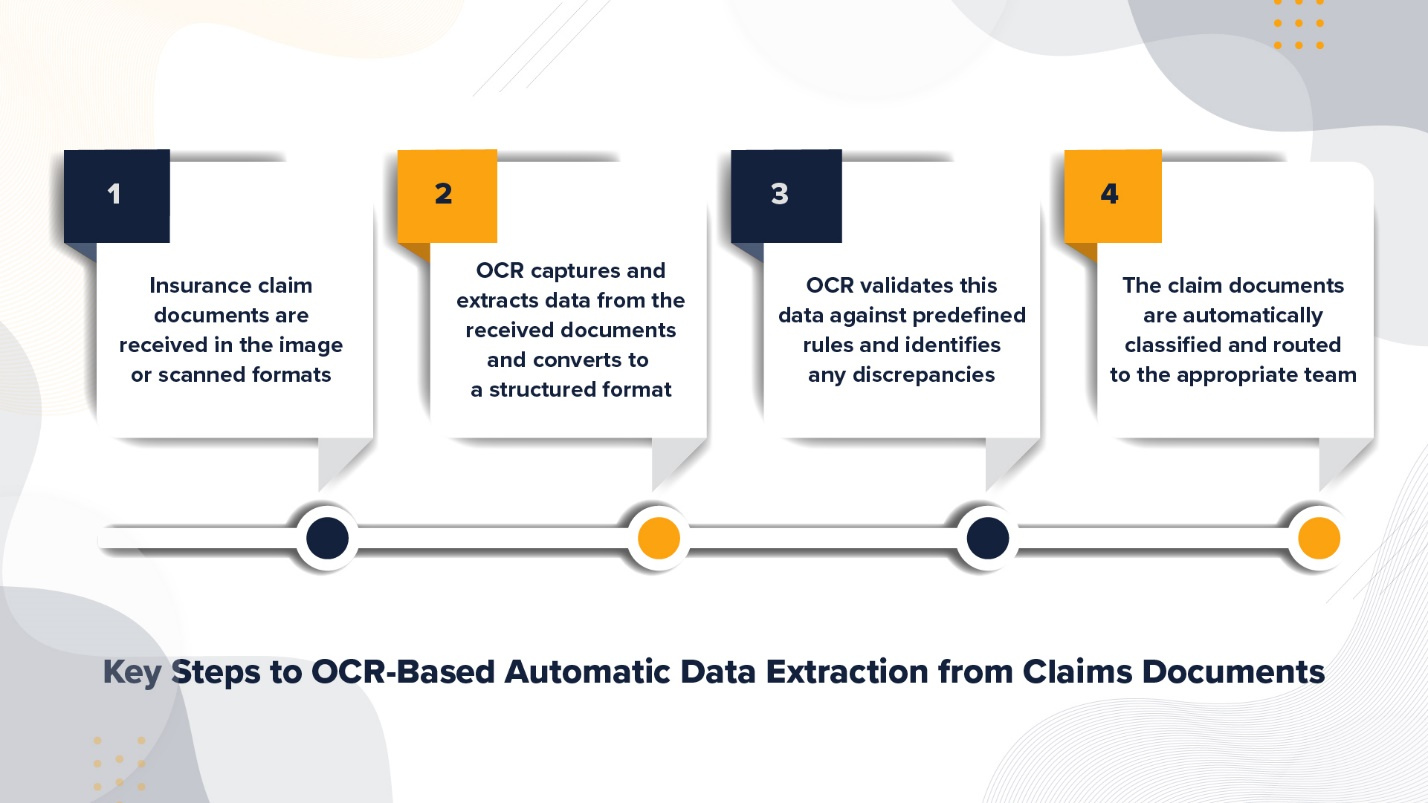 1
Insurance claim
documents are
received in the image
or scanned formats
2
OCR captures and
extracts data from the
received documents
and converts to
a structured format
3
OCR validates this
data against predefined
rules and identifies
any discrepancies
4
The claim documents
are automatically
classified and routed
to the appropriate team
Key Steps to OCR-Based Automatic Data Extraction from Claims Documents